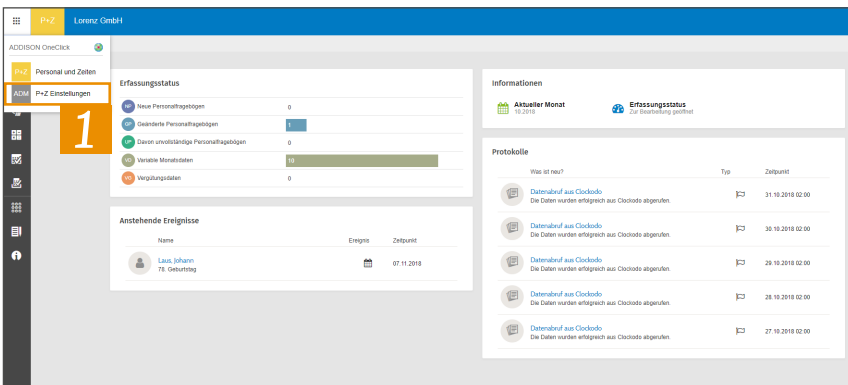 P+Z Lorenz GmbH
ADDISON OneClick
P+Z Personal und Zeiten
ADM P+Z Einstellungen
1
Erfassungsstatus
NP Neue Personalfragebögen 0
GP Geänderte Personalfragebögen 1
UP Davon unvollständige Personalfragebögen 0
VD Variable Monatsdaten 10
VG Vergütungsdaten 0
Anstehende Ereignisse
Name Ereignis Zeitpunkt
Laus, Johann
78. Geburtstag
07.11.2018
Informationen
Aktueller Monat
10.2018
Erfassungsstatus
Zur Bearbeitung geöffnet
Protokolle
Was ist neu? Typ Zeitpunkt
Datenabruf aus Clockodo
Die Daten wurden erfolgreich aus Clockodo abgerufen.
31.10.2018 02:00
Datenabruf aus Clockodo
Die Daten wurden erfolgreich aus Clockodo abgerufen.
30.10.2018 02:00
Datenabruf aus Clockodo
Die Daten wurden erfolgreich aus Clockodo abgerufen.
29.10.2018 02:00
Datenabruf aus Clockodo
Die Daten wurden erfolgreich aus Clockodo abgerufen.
28.10.2018 02:00
Datenabruf aus Clockodo
Die Daten wurden erfolgreich aus Clockodo abgerufen.
27.10.2018 02:00